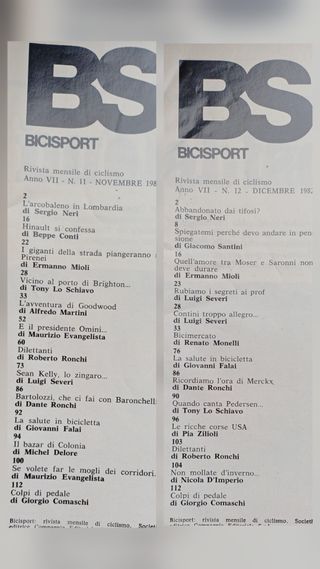 BS
BICISPORT
Rivista mensile di ciclismo
Anno VII - N. 11 - NOVEMBRE 198
2
L'arcobaleno in Lombardia
di Sergio Neri
16
Hinault si confessa
di Beppe Conti
22
I giganti della strada piangeranno
Pirenei
di Ermanno Mioli
28
Vicino al porto di Brighton...
di Tony Lo Schiavo
33
L'avventura di Goodwood
di Alfredo Martini
52
E il presidente Omini...
di Maurizio Evangelista
60
Dilettanti
di Roberto Ronchi
73
Sean Kelly, lo zingaro...
di Luigi Severi
86
Bartolozzi, che ci fai con Baronchell
di Dante Ronchi
92
La salute in bicicletta
di Giovanni Falai
94
Il bazar di Colonia
di Michel Delore
100
Se volete far le mogli dei corridori.
di Maurizio Evangelista
112
Colpi di pedale
di Giorgio Comaschi
Bicisport: rivista mensile di ciclismo. Societ
BS
BICISPORT
Rivista mensile di ciclismo
Anno VII - N. 12 - DICEMBRE 1982
2
Abbandonato dai tifosi?
di Sergio Neri
8
Spiegatemi perché devo andare in pen-
sione
di Giacomo Santini
16
Quell'amore tra Moser e Saronni non
deve durare
di Ermanno Mioli
23
Rubiamo i segreti ai prof
di Luigi Severi
28
Contini troppo allegro...
di Luigi Severi
33
Bicimercato
di Renato Monelli
76
La salute in bicicletta
di Giovanni Falai
86
Ricordiamo l'ora di Merckx
di Dante Ronchi
90
Quando canta Pedersen...
di Tony Lo Schiavo
96
Le ricche corse USA
di Pia Zilioli
103
Dilettanti
di Roberto Ronchi
104
Non mollate d'inverno...
di Nicola D'Imperio
112
Colpi di pedale
di Giorgio Comaschi
Bicisport: rivista mensile di ciclismo. Societ